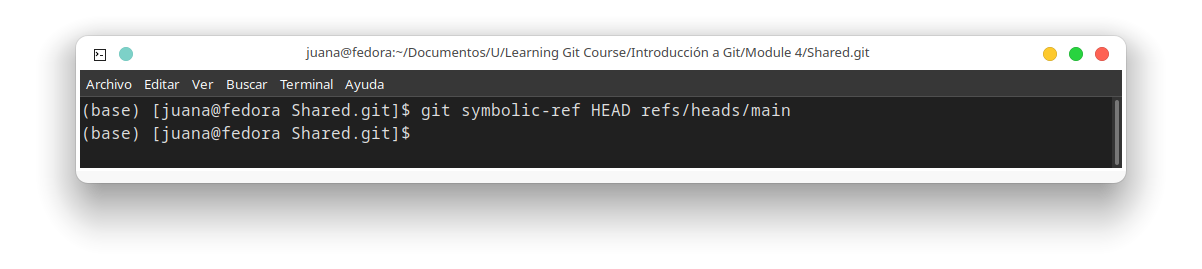 juana@fedora:~/Documentos/U/Learning Git Course/Introducción a Git/Module 4/Shared.git
Archivo Editar Ver Buscar Terminal Ayuda
(base) [juana@fedora Shared.git]$ git symbolic-ref HEAD refs/heads/main
(base) [juana@fedora Shared.git]$